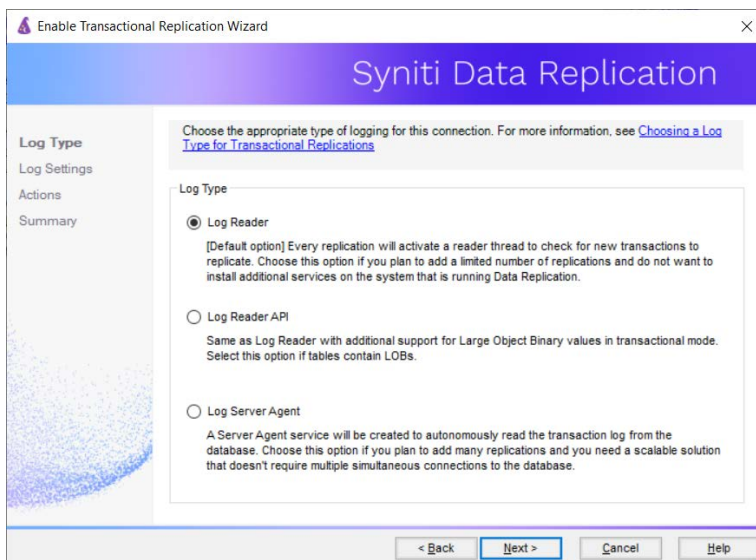 Enable Transactional Replication Wizard
Syniti Data Replication
Log Type
Log Settings
Actions
Summary
Choose the appropriate type of logging for this connection. For more information, see Choosing a Log
Type for Transactional Replications
Log Type
Log Reader
[Default option] Every replication will activate a reader thread to check for new transactions to
replicate. Choose this option if you plan to add a limited number of replications and do not want to
install additional services on the system that is running Data Replication.
Log Reader API
Same as Log Reader with additional support for Large Object Binary values in transactional mode.
Select this option if tables contain LOBs.
Log Server Agent
A Server Agent service will be created to autonomously read the transaction log from the
database. Choose this option if you plan to add many replications and you need a scalable solution
that doesn't require multiple simultaneous connections to the database.
< Back Next > Cancel Help